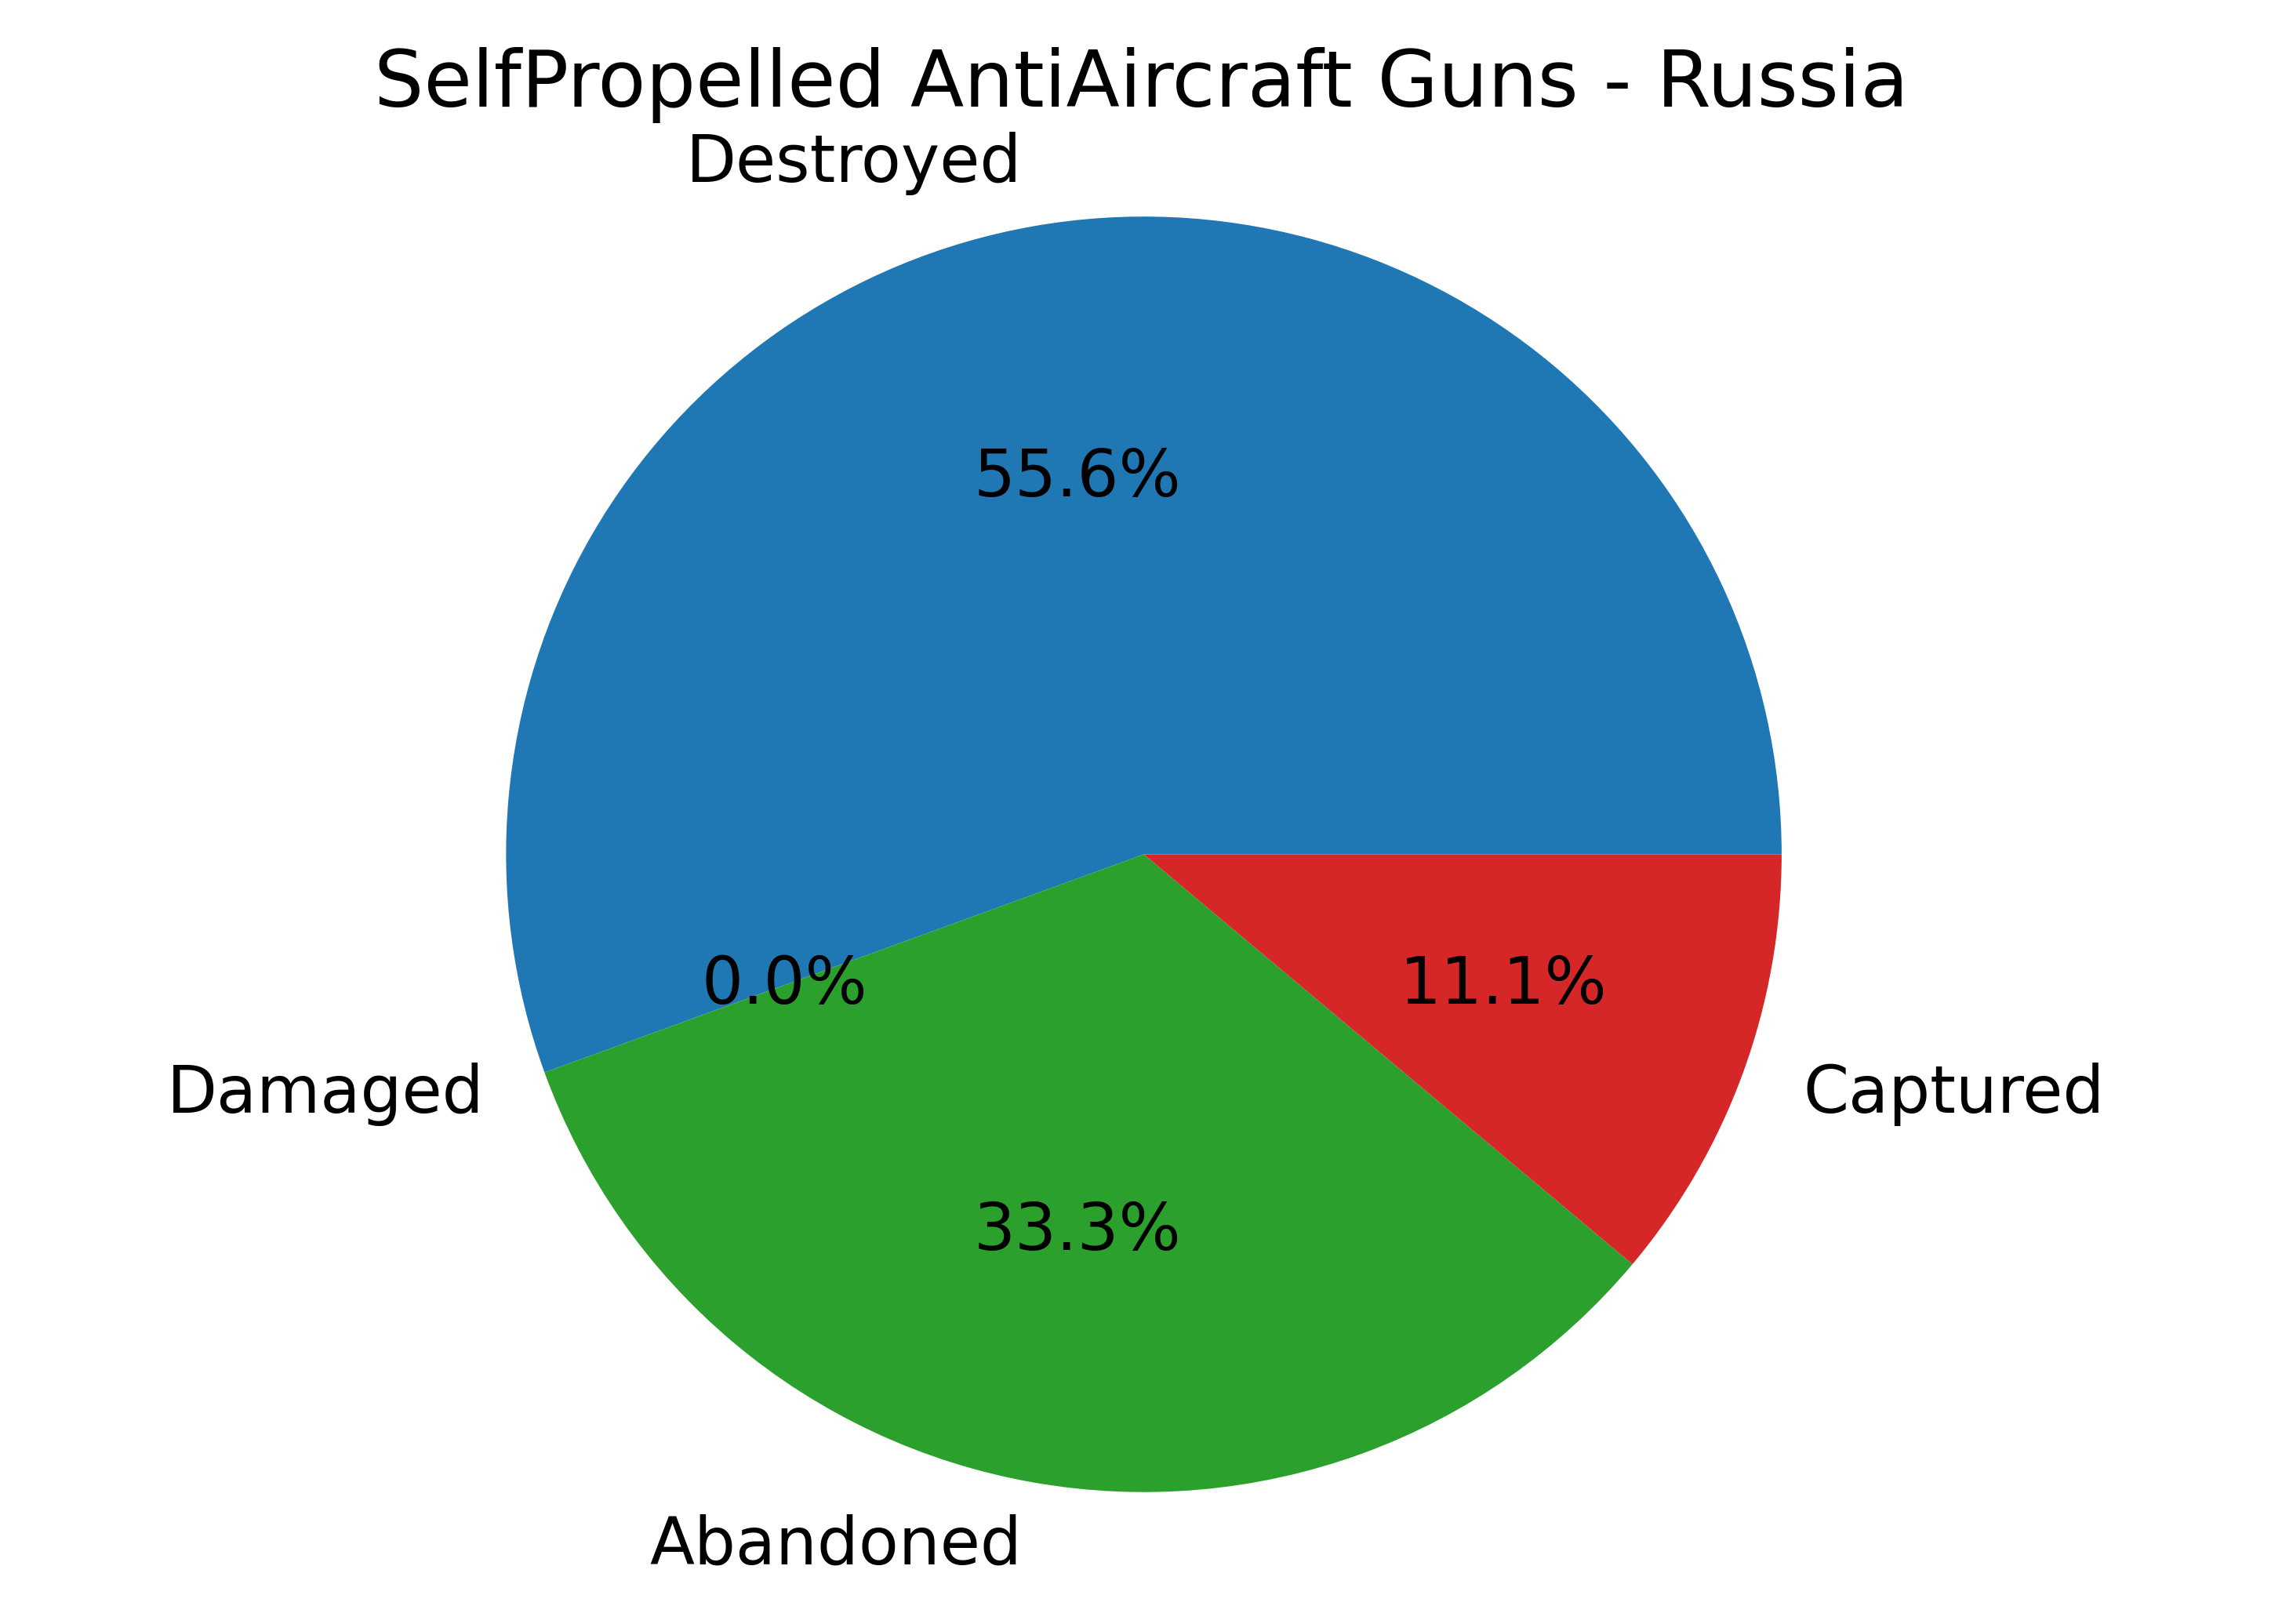 SelfPropelled AntiAircraft Guns - Russia
Destroyed
55.6%
0.0%
11.1%
Damaged
Captured
33.3%
Abandoned